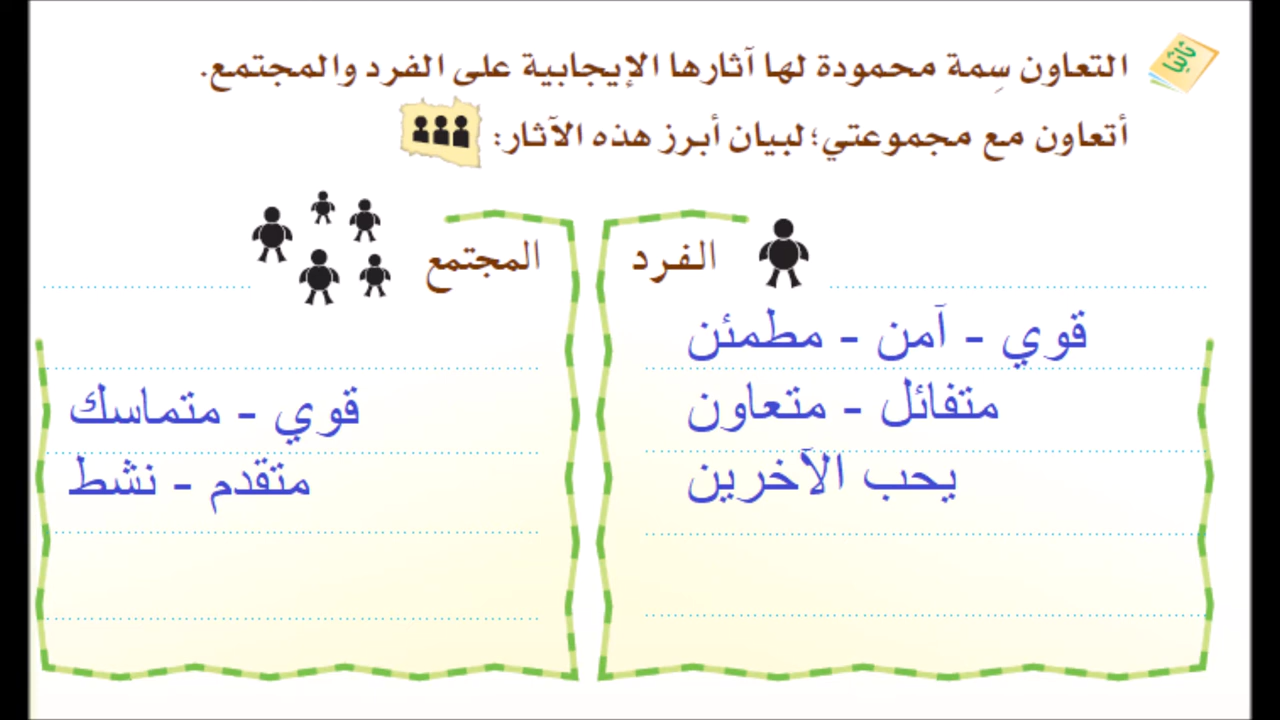 ثانيًا
التعاون سِمة محمودة لها آثارها الإيجابية على الفرد والمجتمع.
أتعاون مع مجموعتي؛ لبيان أبرز هذه الآثار:
الفرد
قوي - آمن - مطمئن
متفائل - متعاون
يحب الآخرين
المجتمع
قوي - متماسك
متقدم - نشط